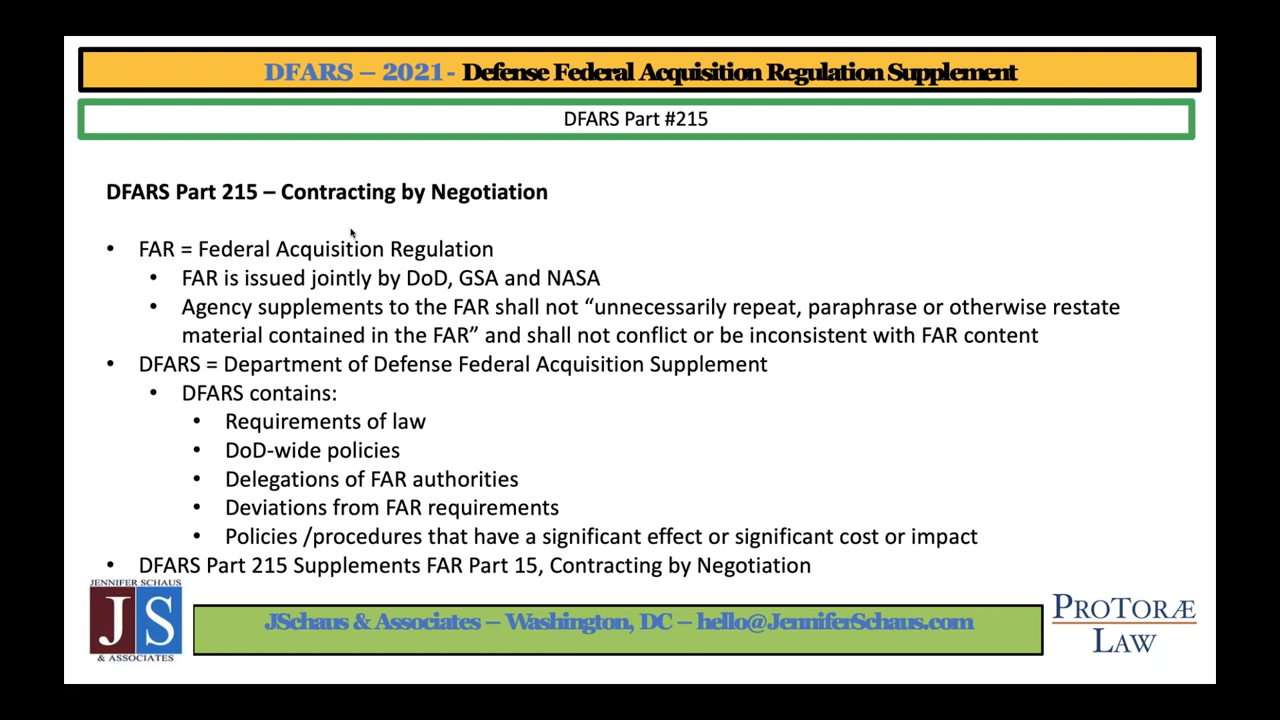 DFARS – 2021- Defense Federal Acquisition Regulation Supplement
DFARS Part #215
DFARS Part 215 – Contracting by Negotiation
• FAR = Federal Acquisition Regulation
• FAR is issued jointly by DoD, GSA and NASA
• Agency supplements to the FAR shall not “unnecessarily repeat, paraphrase or otherwise restate
material contained in the FAR” and shall not conflict or be inconsistent with FAR content
• DFARS = Department of Defense Federal Acquisition Supplement
• DFARS contains:
• Requirements of law
• DoD-wide policies
• Delegations of FAR authorities
• Deviations from FAR requirements
• Policies /procedures that have a significant effect or significant cost or impact
• DFARS Part 215 Supplements FAR Part 15, Contracting by Negotiation
JENNIFER SCHAUS
JS
& ASSOCIATES
JSchaus & Associates – Washington, DC – hello@JenniferSchaus.com
PROTORÆ
LAW